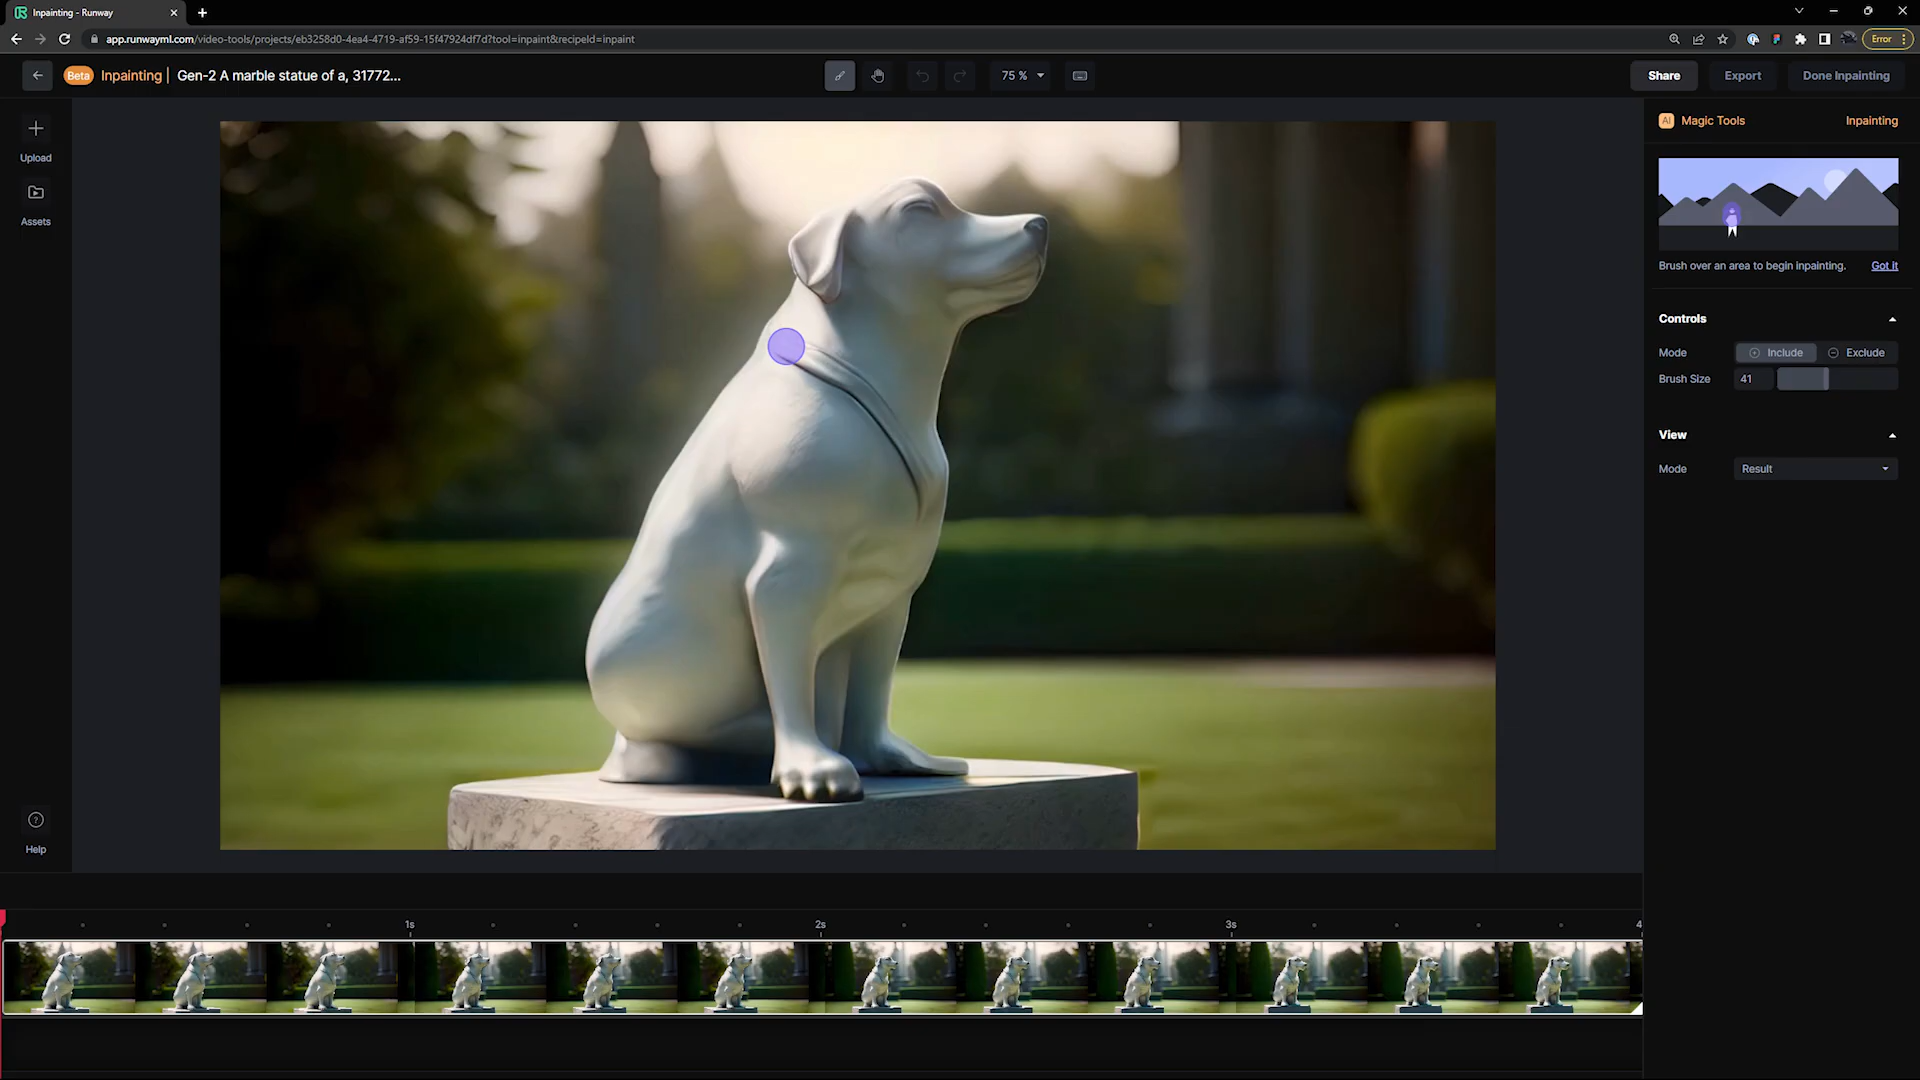 Inpainting - Runway
app.runwayml.com/video-tools/projects/eb3258d0-4ea4-4719-af59-15f47924df7d?tool=inpaint&recipeId=inpaint
Error
Beta Inpainting | Gen-2 A marble statue of a, 31772...
75 %
Share
Export
Done Inpainting
Upload
Assets
Help
AI Magic Tools
Inpainting
Brush over an area to begin inpainting.
Got it
Controls
Mode
Include
Exclude
Brush Size
41
View
Mode
Result
1s
2s
3s
4